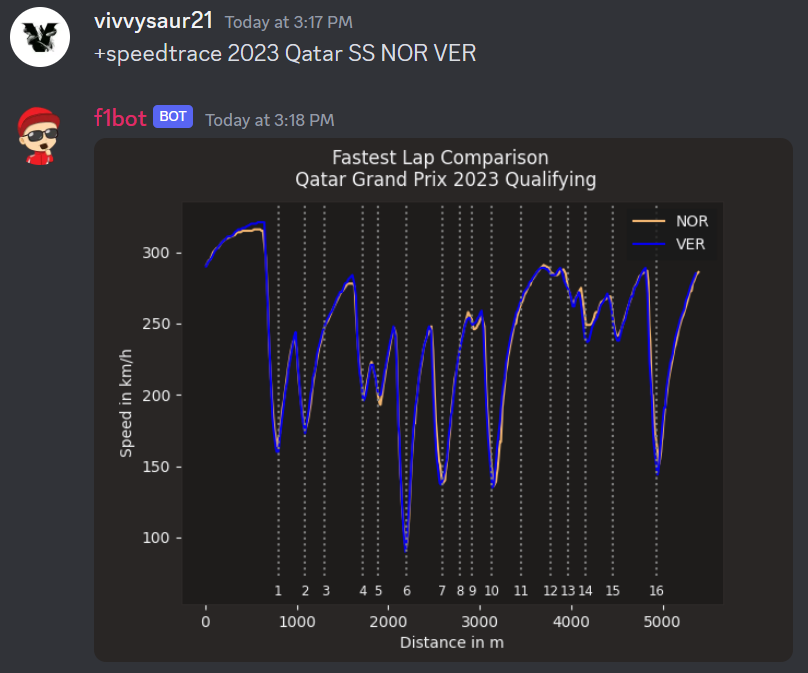 vivvysaur21 Today at 3:17 PM
+speedtrace 2023 Qatar SS NOR VER
f1bot BOT Today at 3:18 PM
Fastest Lap Comparison
Qatar Grand Prix 2023 Qualifying
NOR
VER
300
250
200
150
100
Speed in km/h
1 2 3 4 5 6 7 8 9 10 11 12 13 14 15 16
0 1000 2000 3000 4000 5000
Distance in m